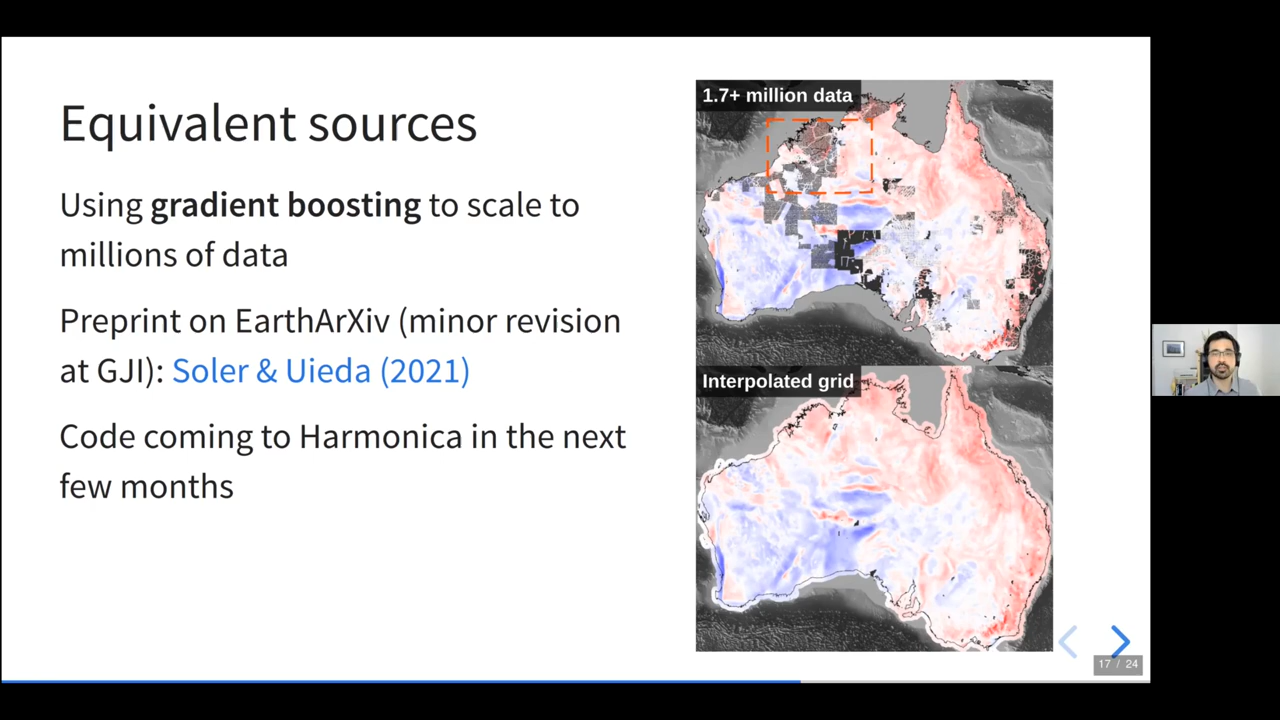 Equivalent sources
Using gradient boosting to scale to
millions of data
Preprint on EarthArXiv (minor revision
at GJI): Soler & Uieda (2021)
Code coming to Harmonica in the next
few months
1.7+ million data
Interpolated grid
17 / 24